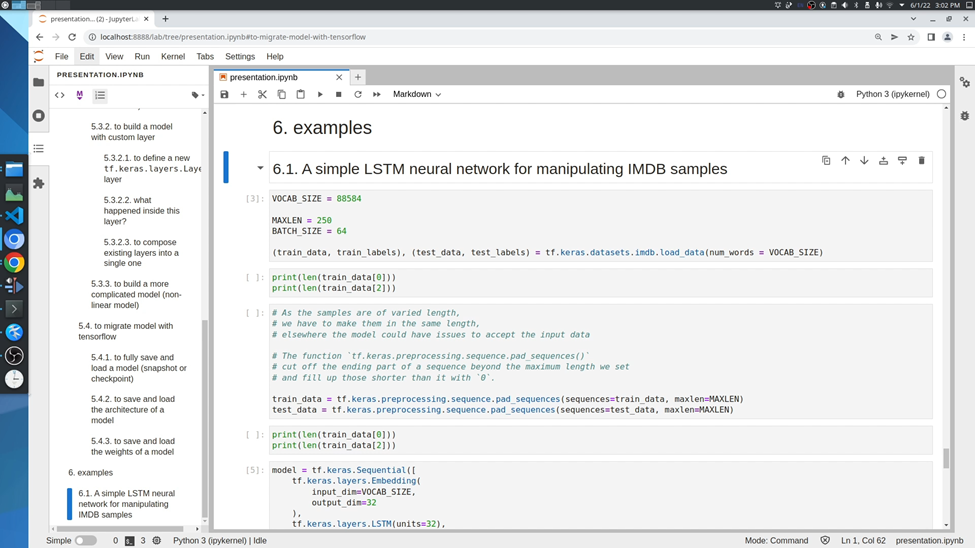 6/1/22 3:02 PM
presentation... (2) - JupyterL
localhost:8888/lab/tree/presentation.ipynb#to-migrate-model-with-tensorflow
File Edit View Run Kernel Tabs Settings Help
PRESENTATION.IPYNB
5.3.2. to build a model
with custom layer
5.3.2.1. to define a new
tf.keras.layers.Laye
layer
5.3.2.2. what
happened inside this
layer?
5.3.2.3. to compose
existing layers into a
single one
5.3.3. to build a more
complicated model (non-
linear model)
5.4. to migrate model with
tensorflow
5.4.1. to fully save and
load a model (snapshot or
checkpoint)
5.4.2. to save and load
the architecture of a
model
5.4.3. to save and load
the weights of a model
6. examples
6.1. A simple LSTM neural
network for manipulating
IMDB samples
presentation.ipynb
Markdown
Python 3 (ipykernel)
6. examples
6.1. A simple LSTM neural network for manipulating IMDB samples
[3]: VOCAB_SIZE = 88584
MAXLEN = 250
BATCH_SIZE = 64
(train_data, train_labels), (test_data, test_labels) = tf.keras.datasets.imdb.load_data(num_words = VOCAB_SIZE)
[ ]: print(len(train_data[0]))
print(len(train_data[2]))
[ ]: # As the samples are of varied length,
# we have to make them in the same length,
# elsewhere the model could have issues to accept the input data
# The function `tf.keras.preprocessing.sequence.pad_sequences()`
# cut off the ending part of a sequence beyond the maximum length we set
# and fill up those shorter than it with `0`.
train_data = tf.keras.preprocessing.sequence.pad_sequences(sequences=train_data, maxlen=MAXLEN)
test_data = tf.keras.preprocessing.sequence.pad_sequences(sequences=test_data, maxlen=MAXLEN)
[ ]: print(len(train_data[0]))
print(len(train_data[2]))
[5]: model = tf.keras.Sequential([
tf.keras.layers.Embedding(
input_dim=VOCAB_SIZE,
output_dim=32
),
tf.keras.layers.LSTM(units=32),
Simple 0 3 Python 3 (ipykernel) | Idle
Mode: Command Ln 1, Col 62 presentation.ipynb